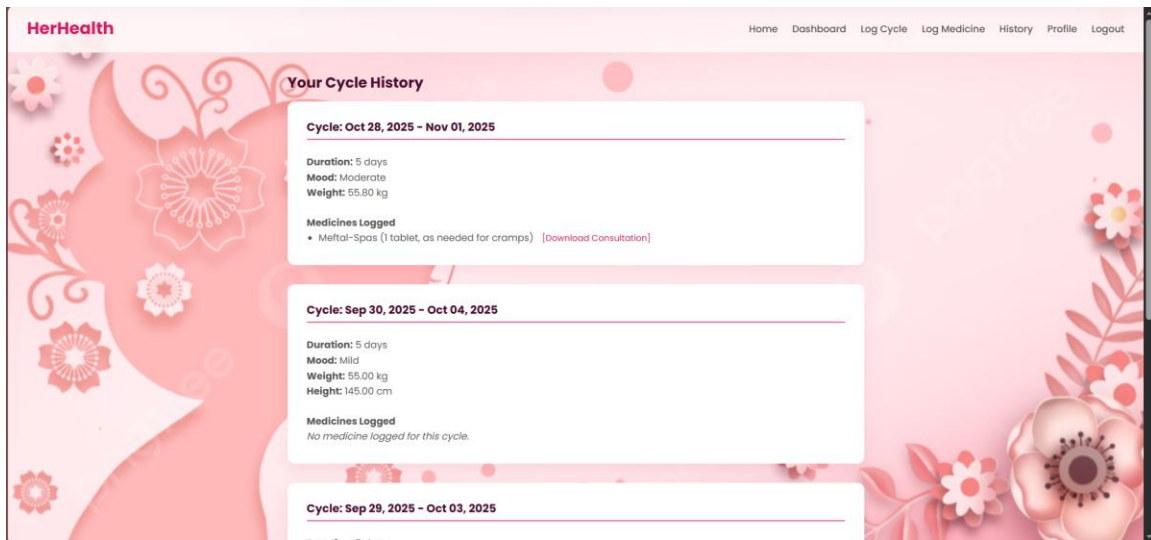 HerHealth
Home Dashboard Log Cycle Log Medicine History Profile Logout
Your Cycle History
Cycle: Oct 28, 2025 - Nov 01, 2025
Duration: 5 days
Mood: Moderate
Weight: 55.80 kg
Medicines Logged
• Meftal-Spas (1 tablet, as needed for cramps) [Download Consultation]
Cycle: Sep 30, 2025 - Oct 04, 2025
Duration: 5 days
Mood: Mild
Weight: 55.00 kg
Height: 145.00 cm
Medicines Logged
No medicine logged for this cycle.
Cycle: Sep 29, 2025 - Oct 03, 2025